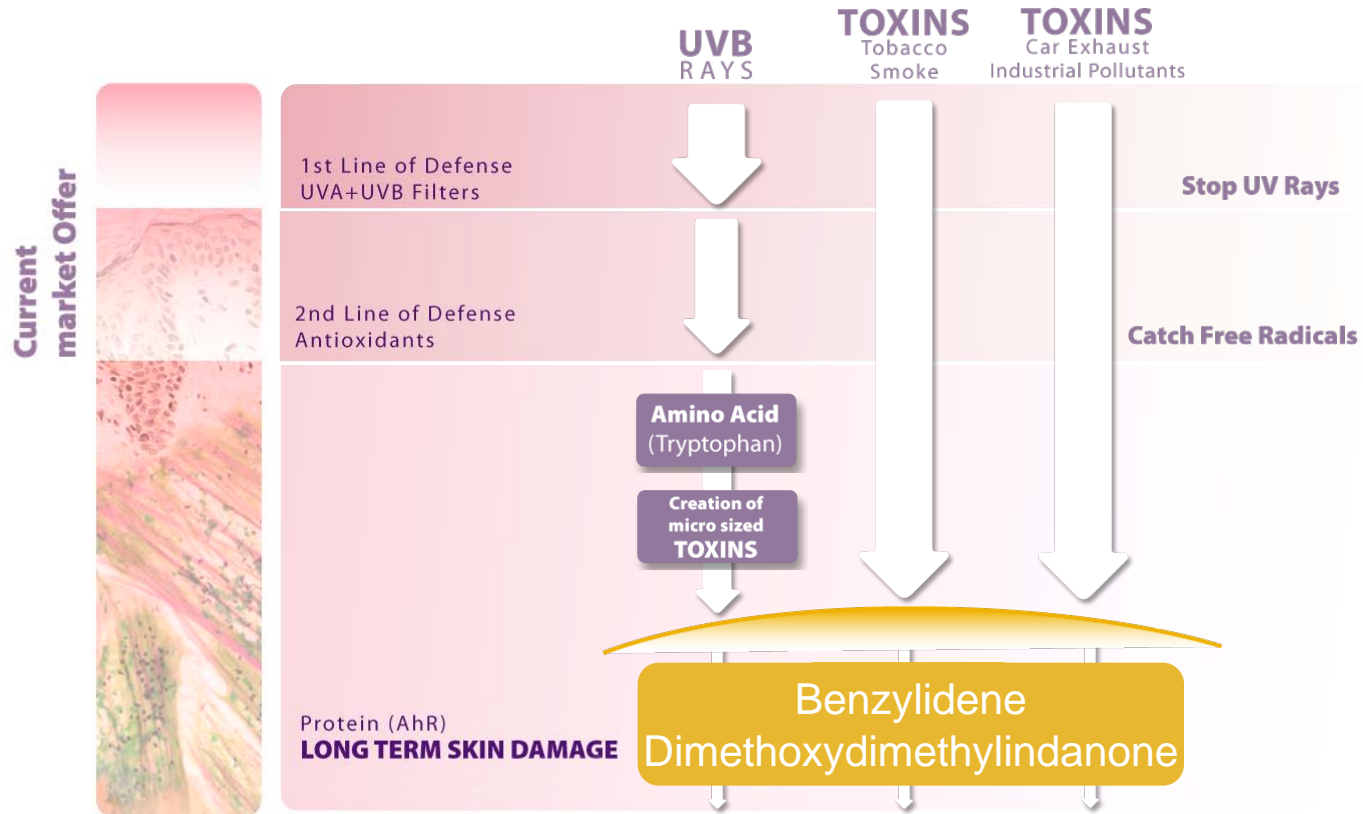 UVB
RAYS
TOXINS
Tobacco
Smoke
TOXINS
Car Exhaust
Industrial Pollutants
Current
market Offer
1st Line of Defense
UVA+UVB Filters
Stop UV Rays
2nd Line of Defense
Antioxidants
Catch Free Radicals
Amino Acid
(Tryptophan)
Creation of
micro sized
TOXINS
Protein (AhR)
LONG TERM SKIN DAMAGE
Benzylidene
Dimethoxydimethylindanone